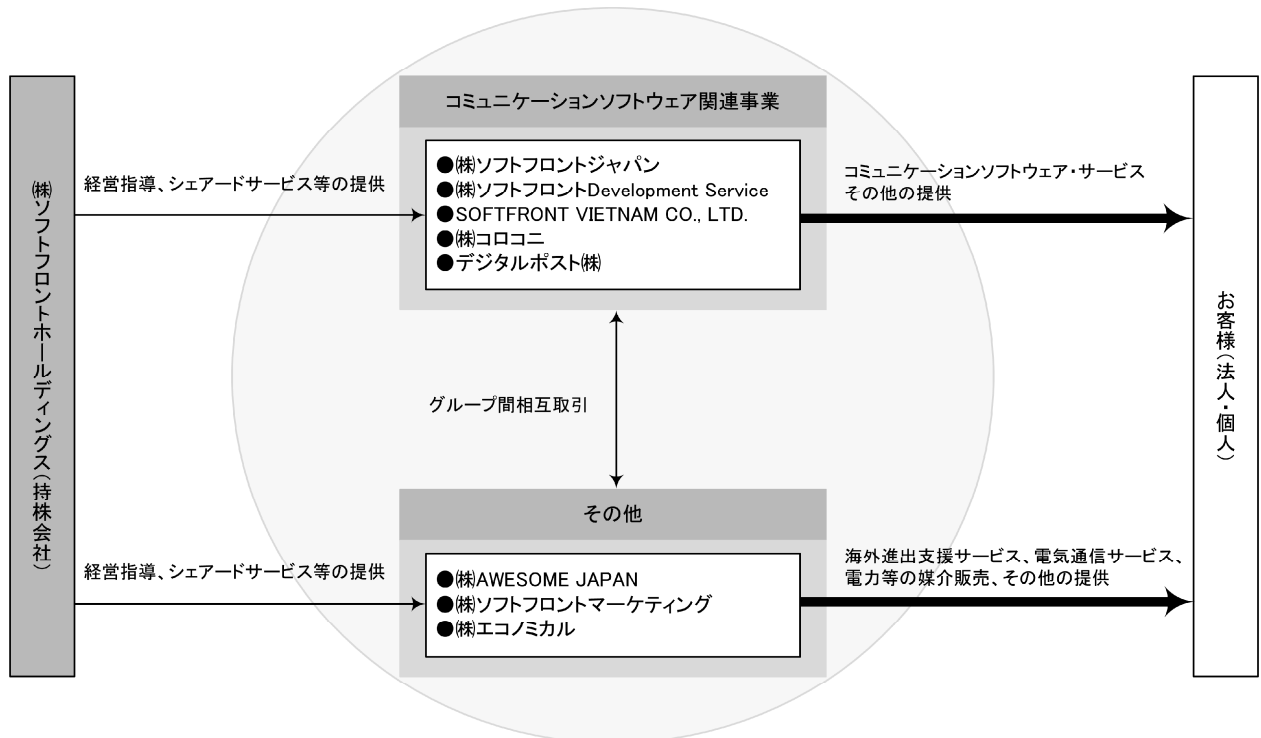 ㈱ソフトフロントホールディングス(持株会社)
経営指導、シェアードサービス等の提供
コミュニケーションソフトウェア関連事業
●㈱ソフトフロントジャパン
●㈱ソフトフロントDevelopment Service
●SOFTFRONT VIETNAM CO., LTD.
●㈱コロコニ
●デジタルポスト㈱
コミュニケーションソフトウェア・サービス
その他の提供
グループ間相互取引
経営指導、シェアードサービス等の提供
その他
●㈱AWESOME JAPAN
●㈱ソフトフロントマーケティング
●㈱エコノミカル
海外進出支援サービス、電気通信サービス、
電力等の媒介販売、その他の提供
お客様(法人・個人)